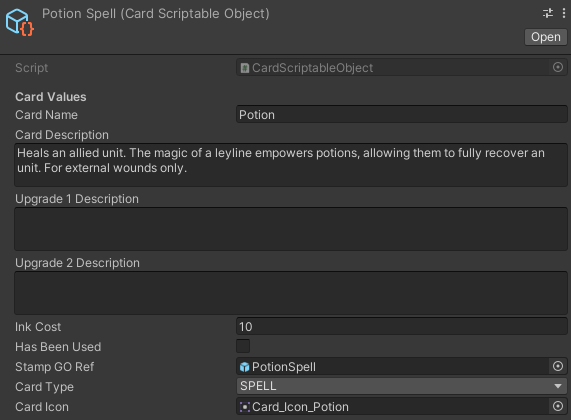 Potion Spell (Card Scriptable Object)
Open
Script CardScriptableObject
Card Values
Card Name Potion
Card Description
Heals an allied unit. The magic of a leyline empowers potions, allowing them to fully recover an
unit. For external wounds only.
Upgrade 1 Description
Upgrade 2 Description
Ink Cost 10
Has Been Used
Stamp GO Ref PotionSpell
Card Type SPELL
Card Icon Card_Icon_Potion